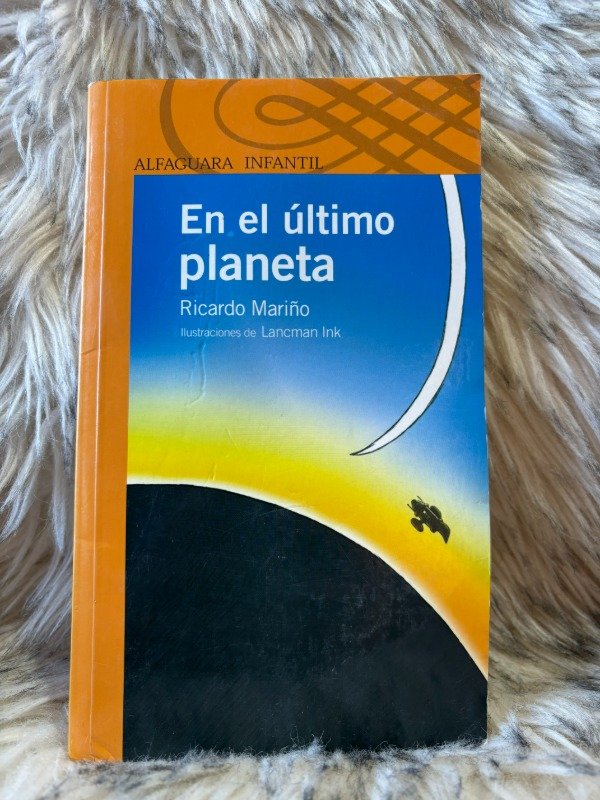 ALFAGUARA INFANTIL
En el último
planeta
Ricardo Mariño
Ilustraciones de Lancman Ink